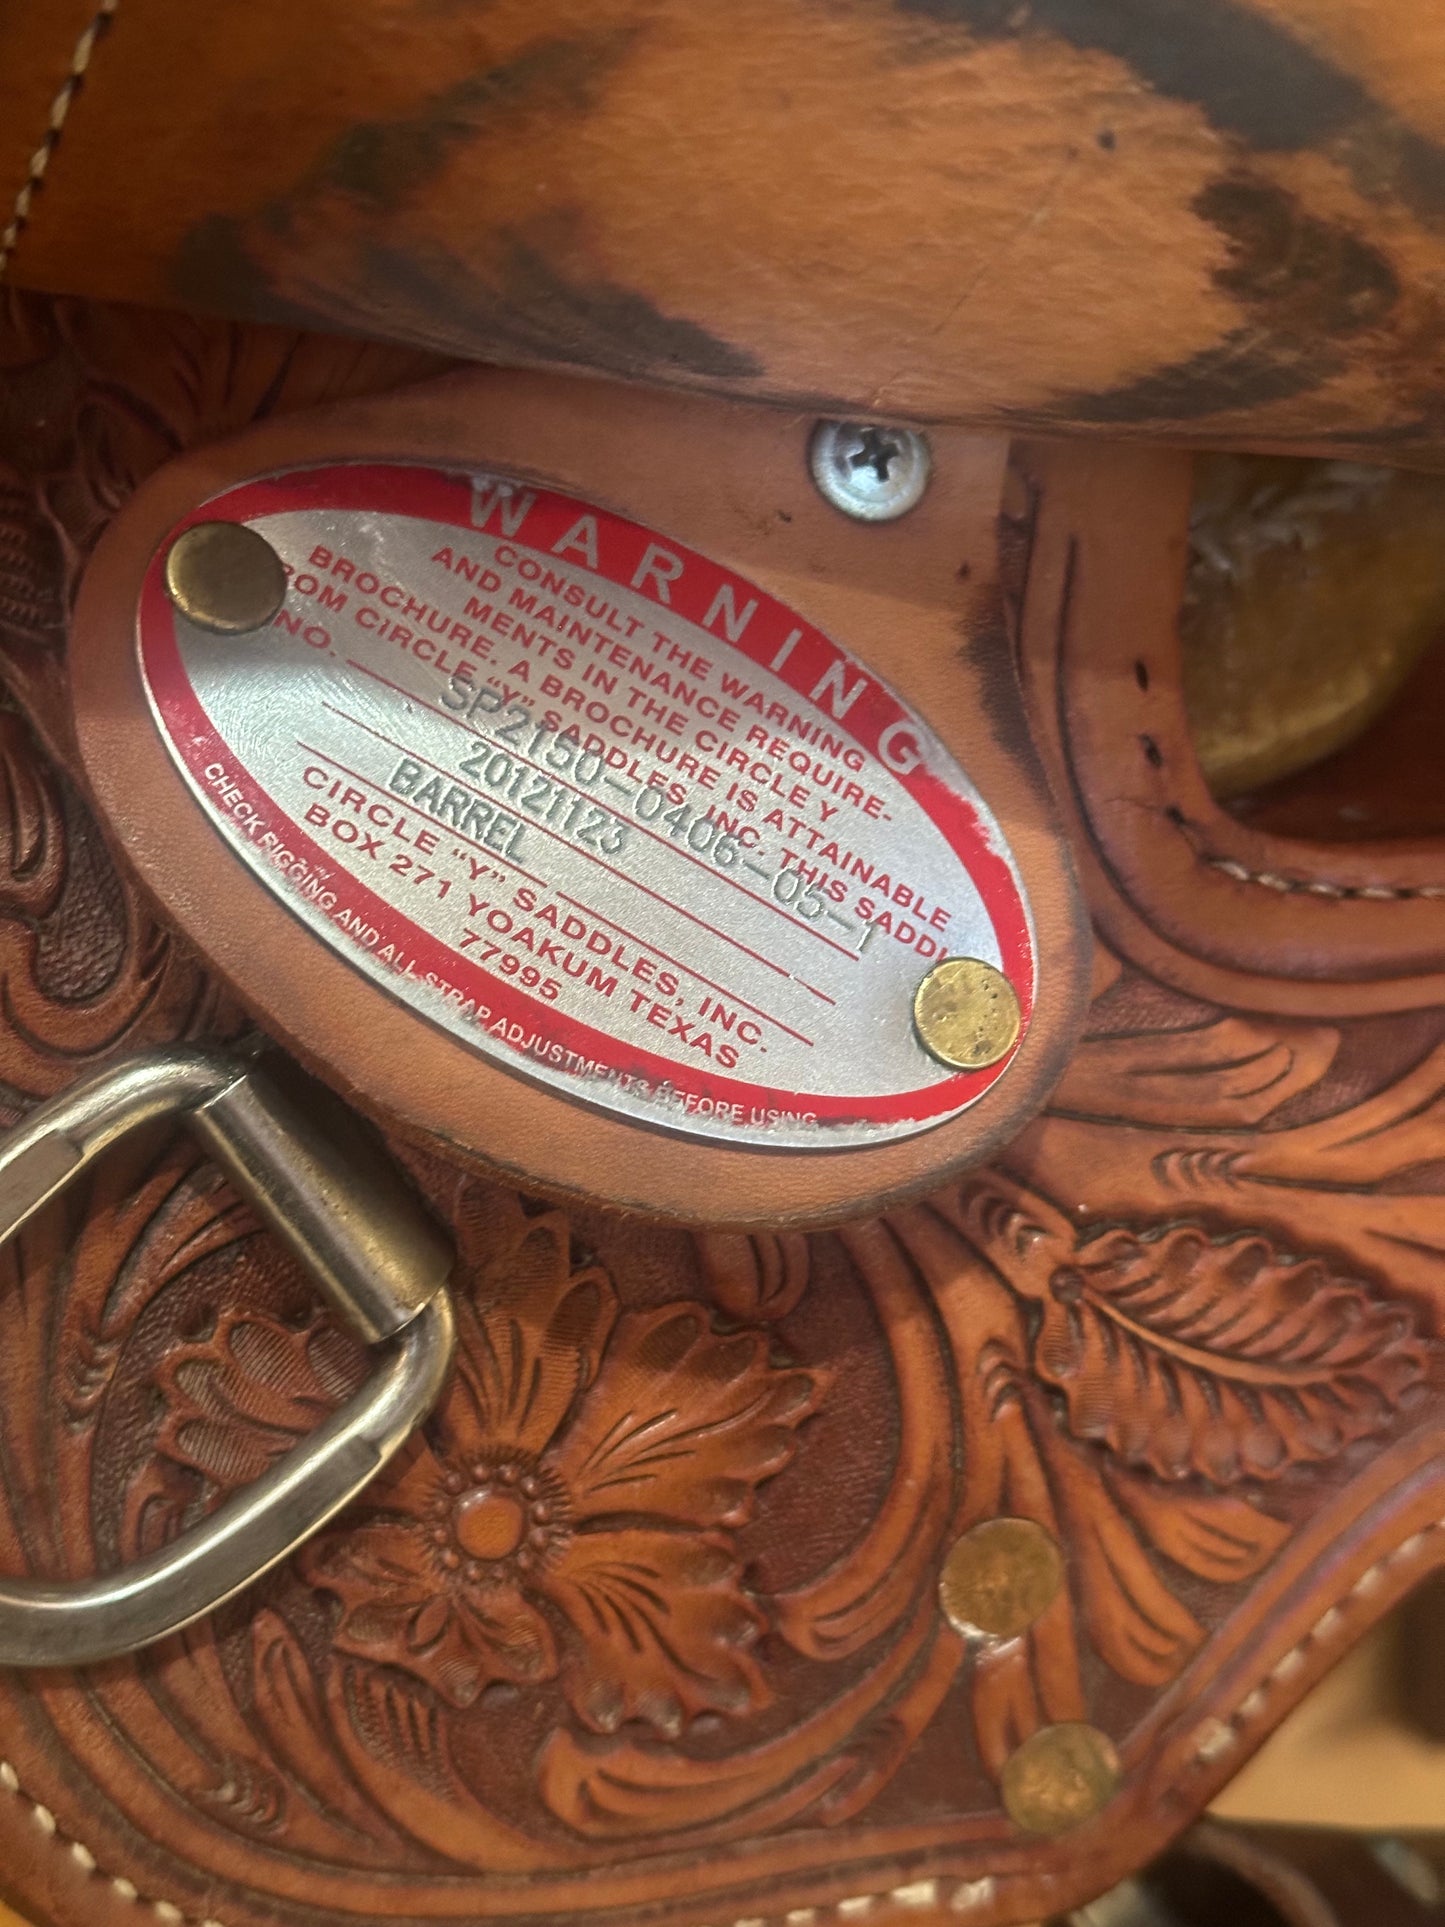 WARNING
CONSULT THE WARNING
AND MAINTENANCE REQUIRE-
MENTS IN THE CIRCLE Y
BROCHURE. A BROCHURE IS ATTAINABLE
FROM CIRCLE "Y" SADDLES, INC. THIS SADDLE
NO. SP2150-0406-05-1
20121123
BARREL
CIRCLE "Y" SADDLES, INC.
BOX 271 YOAKUM TEXAS
77995
CHECK RIGGING AND ALL STRAP ADJUSTMENTS BEFORE USING